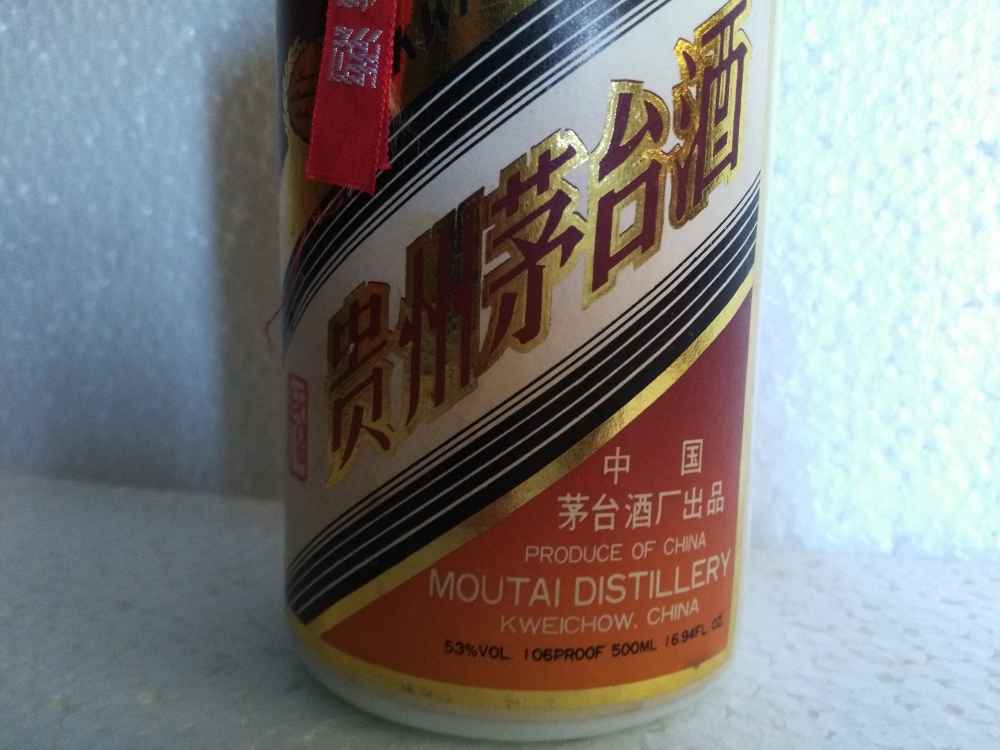 贵州茅台酒
中国
茅台酒厂出品
PRODUCE OF CHINA
MOUTAI DISTILLERY
KWEICHOW, CHINA
53%VOL 106PROOF 500ML 16.94FL OZ.